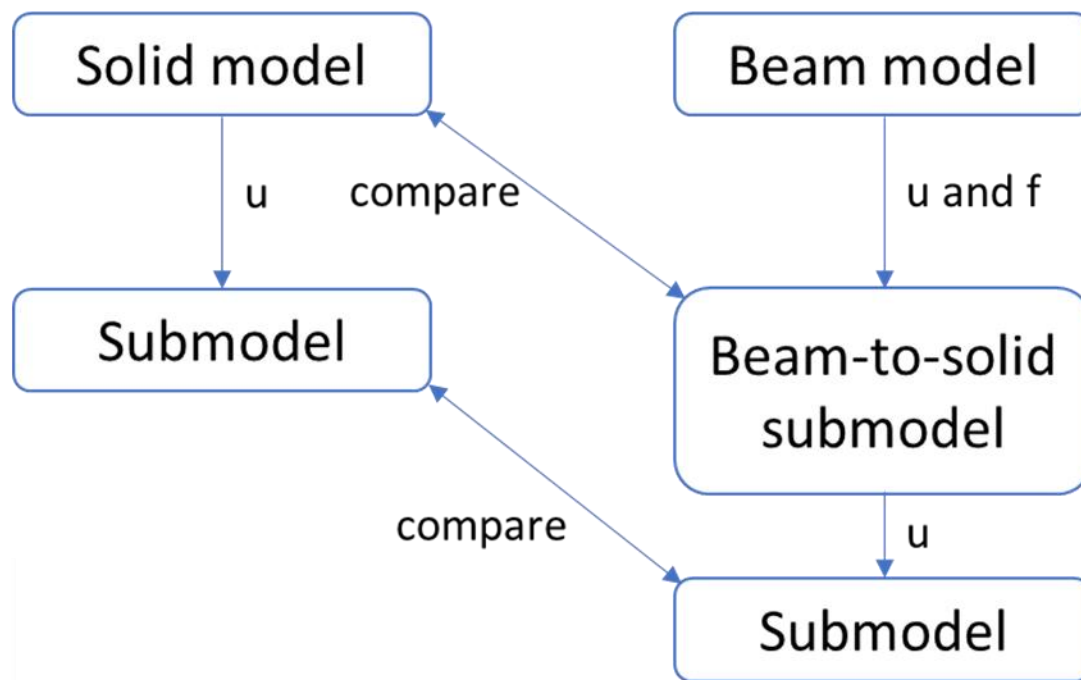 Solid model
Beam model
u
compare
u and f
Submodel
Beam-to-solid
submodel
compare
u
Submodel